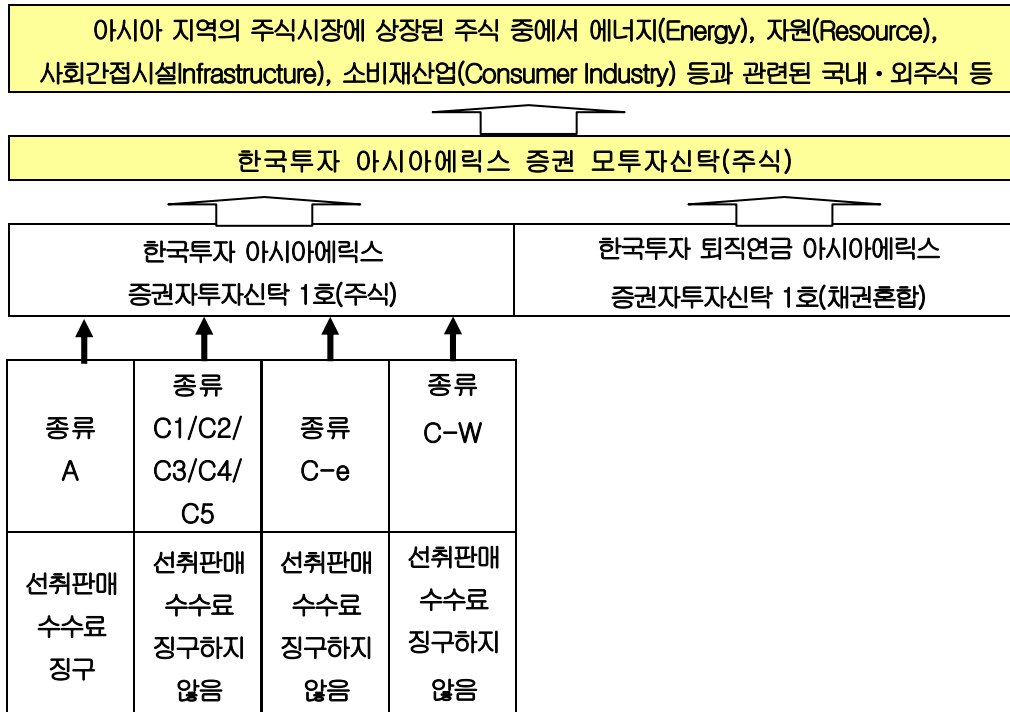 아시아 지역의 주식시장에 상장된 주식 중에서 에너지(Energy), 자원(Resource),
사회간접시설Infrastructure), 소비재산업(Consumer Industry) 등과 관련된 국내·외주식 등
한국투자 아시아에릭스 증권 모투자신탁(주식)
한국투자 아시아에릭스
증권자투자신탁 1호(주식)
한국투자 퇴직연금 아시아에릭스
증권자투자신탁 1호(채권혼합)
종류
A
종류
C1/C2/
C3/C4/
C5
종류
C-e
종류
C-W
선취판매
수수료
징구
선취판매
수수료
징구하지
않음
선취판매
수수료
징구하지
않음
선취판매
수수료
징구하지
않음